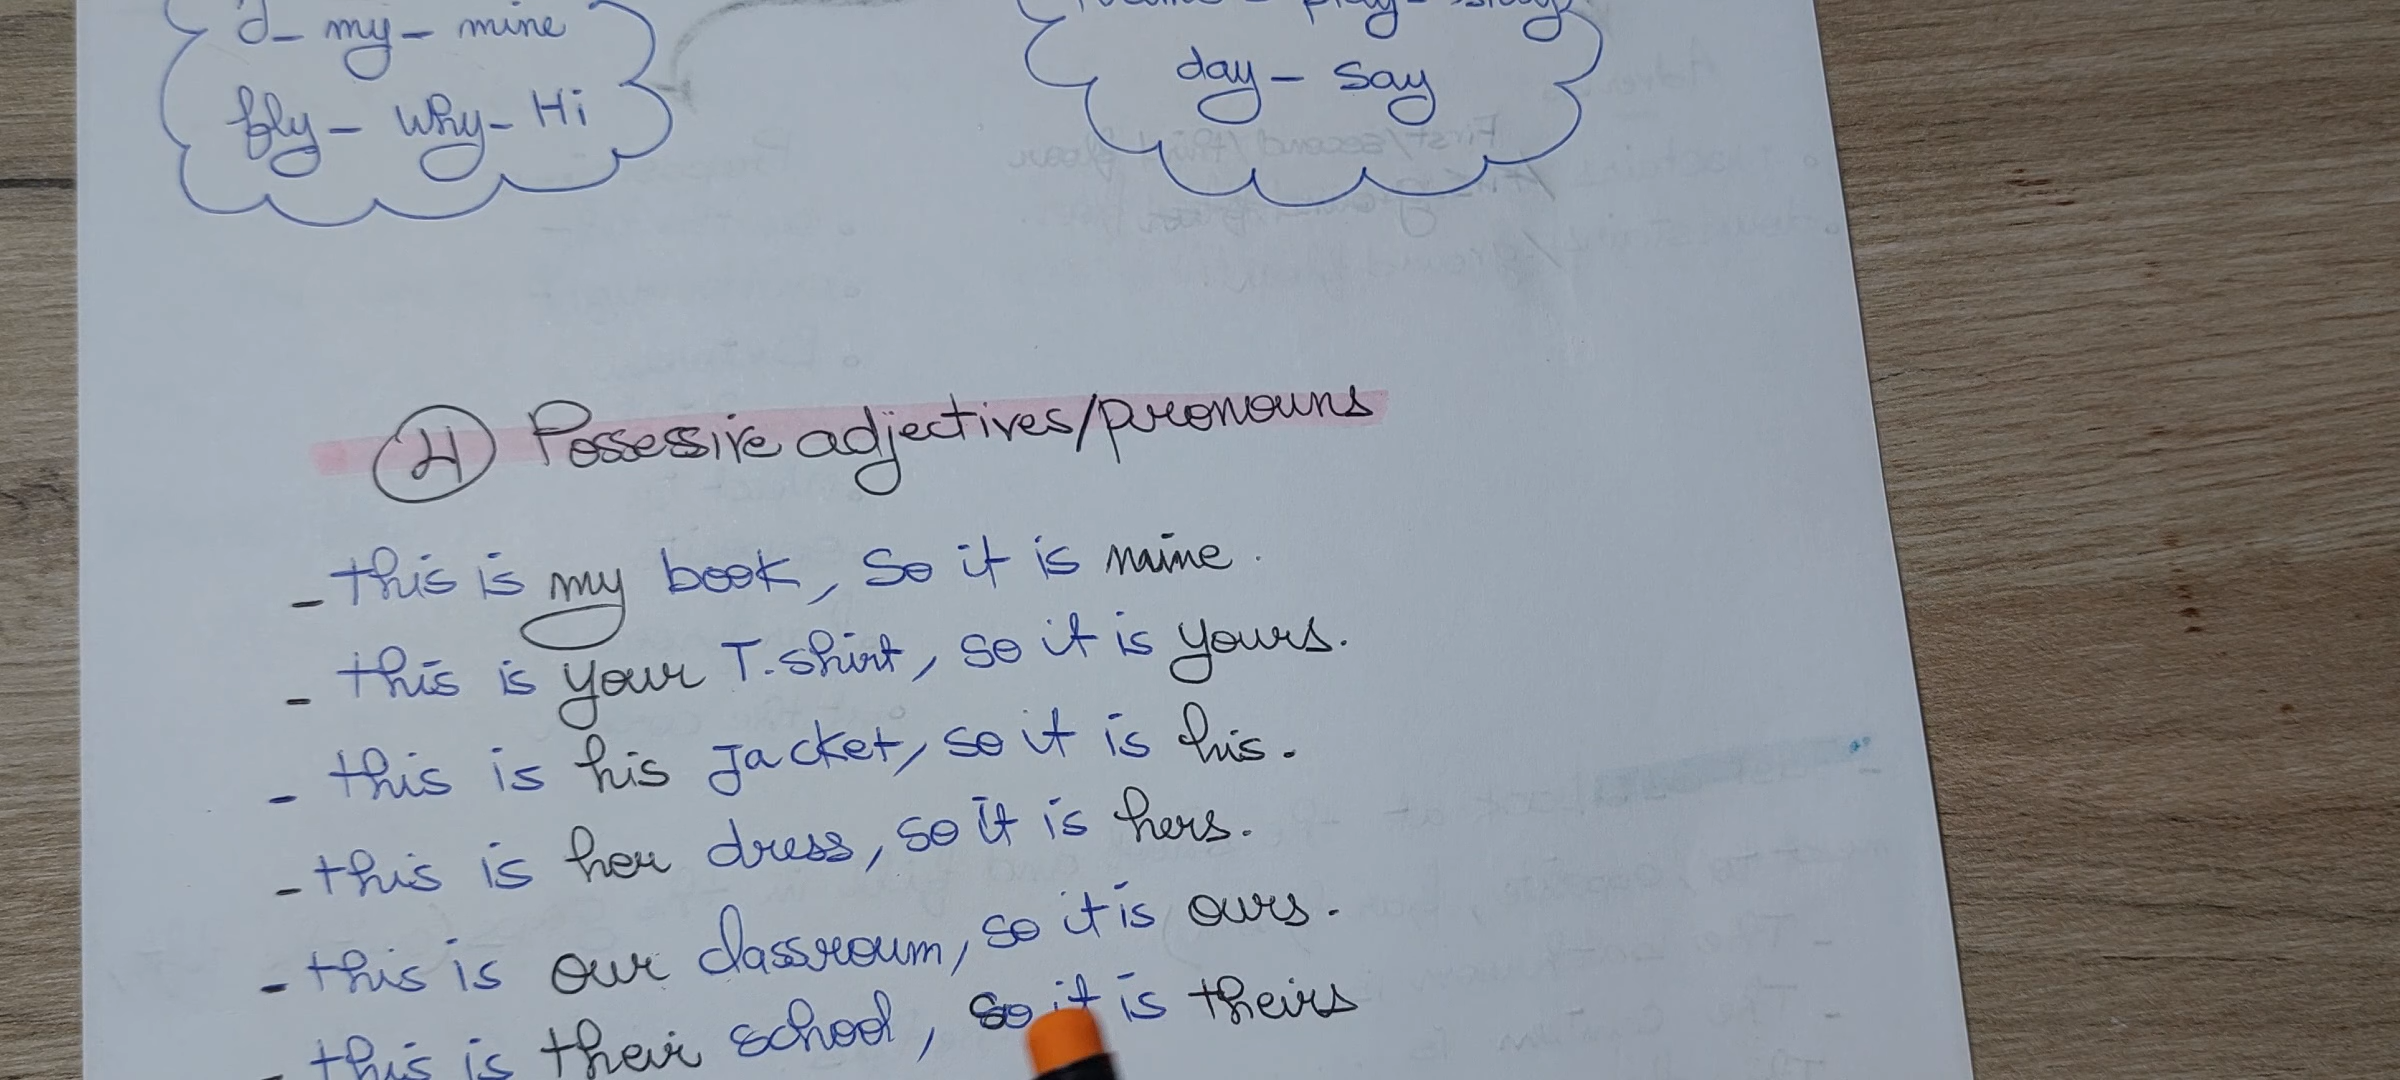 my - mine
fly - why - Hi
play -
day - say
4 Possessive adjectives/pronouns
- this is my book, so it is mine.
- this is your T.shirt, so it is yours.
- this is his Jacket, so it is his.
- this is her dress, so it is hers.
- this is our classroum, so it is ours.
- this is their school, so it is theirs